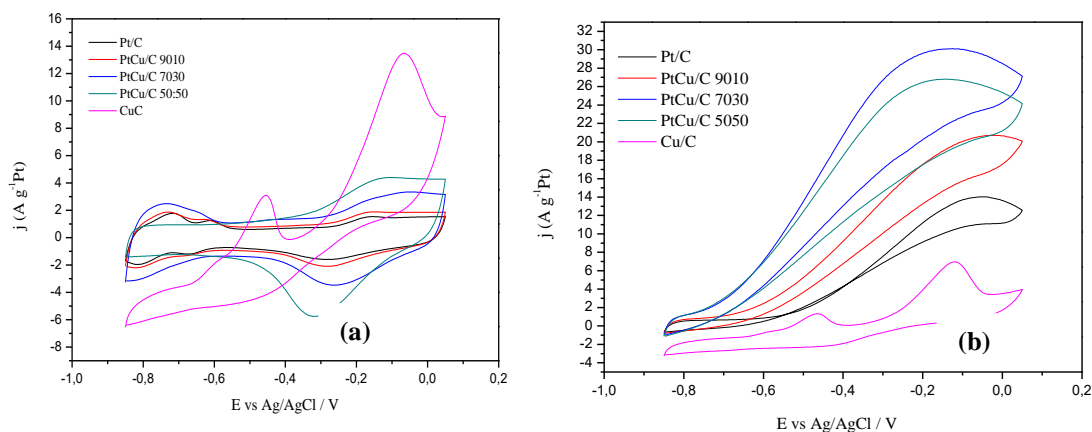 16
14
12
10
8
6
4
2
0
-2
-4
-6
-8
j (A g⁻¹Pt)
Pt/C
PtCu/C 9010
PtCu/C 7030
PtCu/C 50:50
CuC
(a)
-1,0 -0,8 -0,6 -0,4 -0,2 0,0 0,2
E vs Ag/AgCl / V
32
30
28
26
24
22
20
18
16
14
12
10
8
6
4
2
0
-2
-4
j (A g⁻¹Pt)
Pt/C
PtCu/C 9010
PtCu/C 7030
PtCu/C 5050
Cu/C
(b)
-1,0 -0,8 -0,6 -0,4 -0,2 0,0 0,2
E vs Ag/AgCl / V